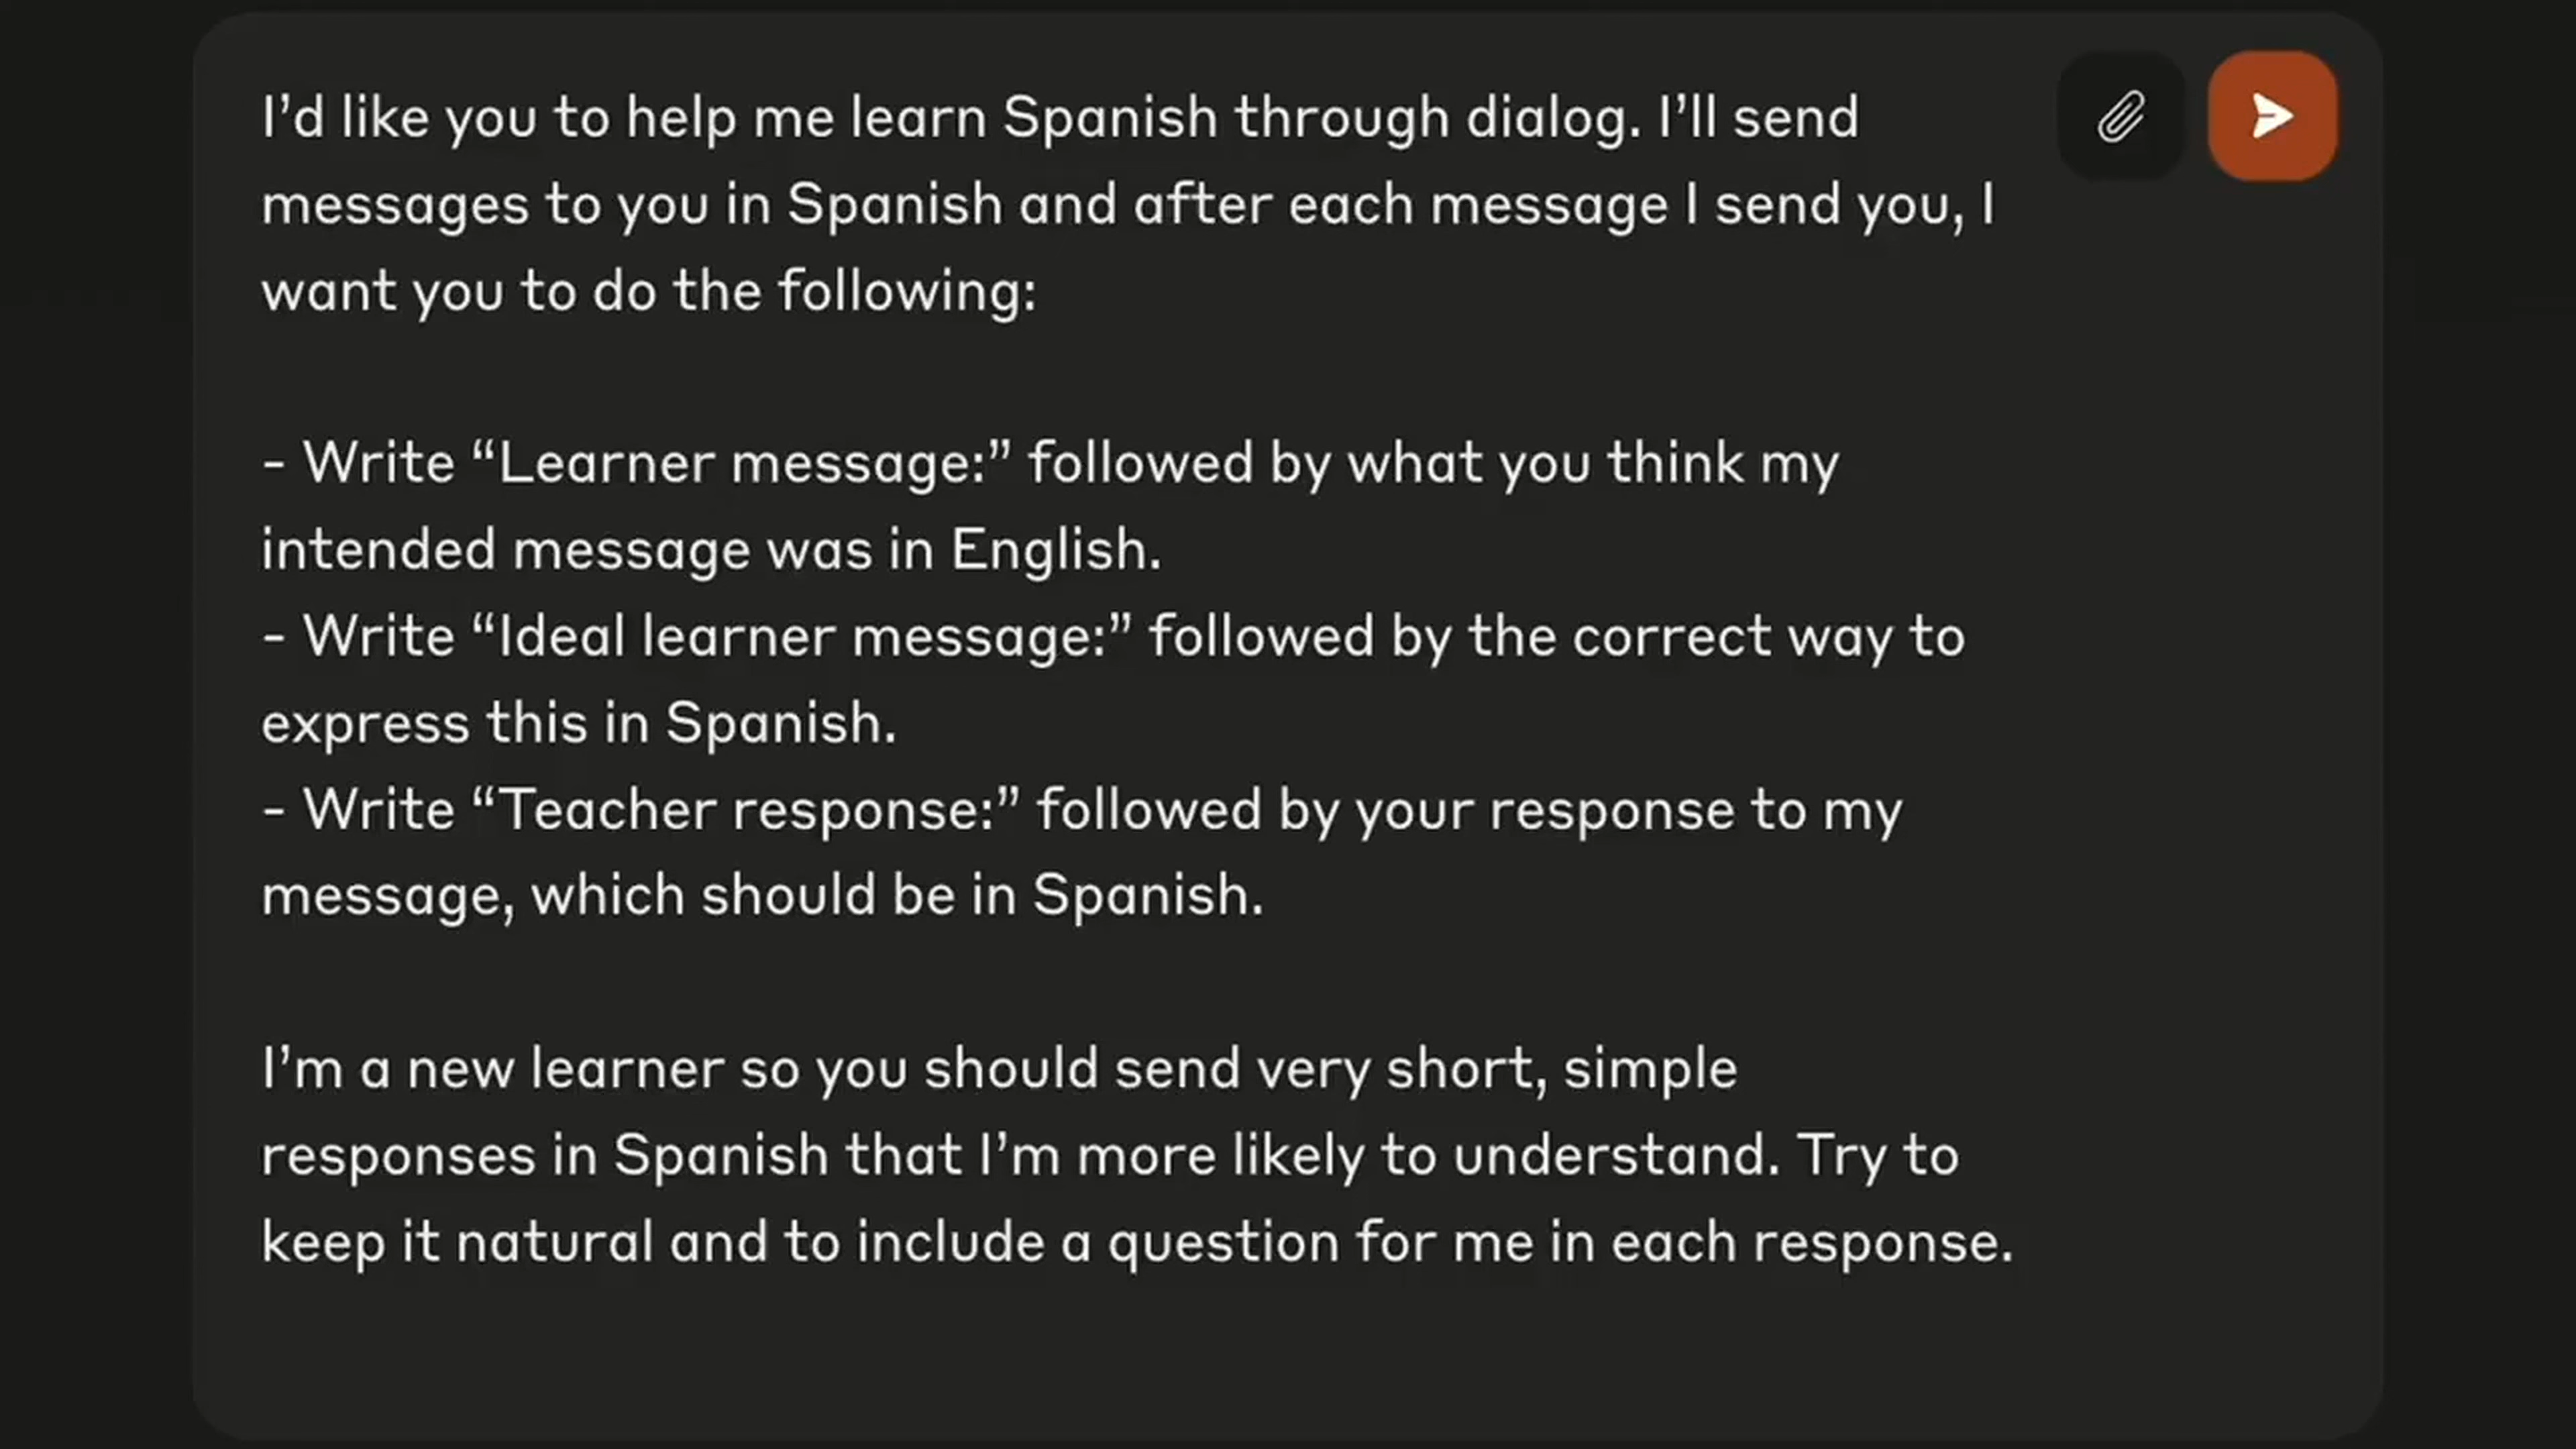 I’d like you to help me learn Spanish through dialog. I’ll send
messages to you in Spanish and after each message I send you, I
want you to do the following:
- Write “Learner message:” followed by what you think my
intended message was in English.
- Write “Ideal learner message:” followed by the correct way to
express this in Spanish.
- Write “Teacher response:” followed by your response to my
message, which should be in Spanish.
I’m a new learner so you should send very short, simple
responses in Spanish that I’m more likely to understand. Try to
keep it natural and to include a question for me in each response.